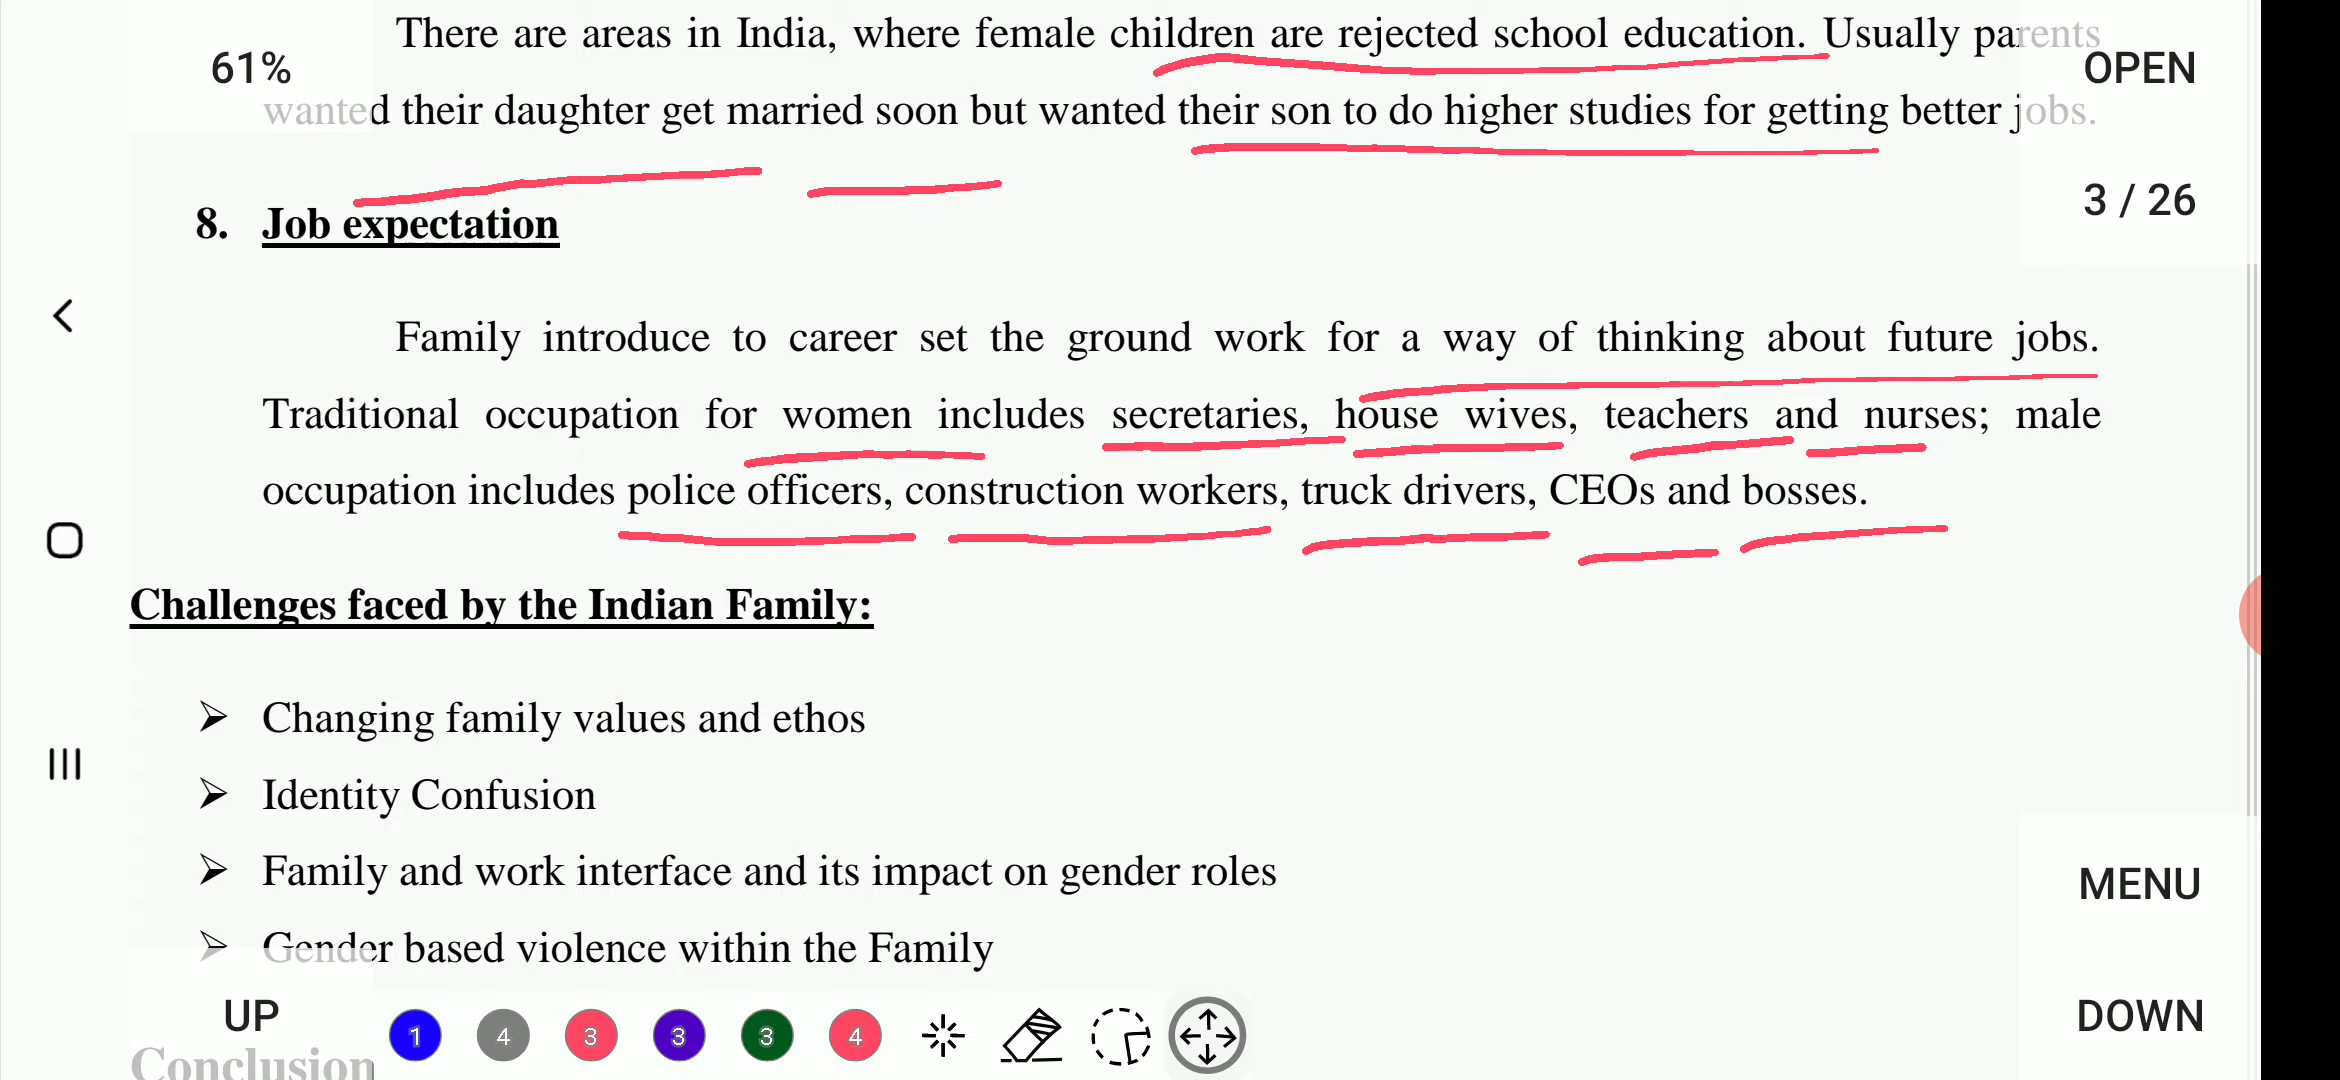 There are areas in India, where female children are rejected school education. Usually parents
61%
OPEN
wanted their daughter get married soon but wanted their son to do higher studies for getting better jobs.
3 / 26
8. Job expectation
Family introduce to career set the ground work for a way of thinking about future jobs.
Traditional occupation for women includes secretaries, house wives, teachers and nurses; male
occupation includes police officers, construction workers, truck drivers, CEOs and bosses.
Challenges faced by the Indian Family:
➢ Changing family values and ethos
➢ Identity Confusion
➢ Family and work interface and its impact on gender roles
MENU
➢ Gender based violence within the Family
UP
1 4 3 3 3 4
DOWN
Conclusion